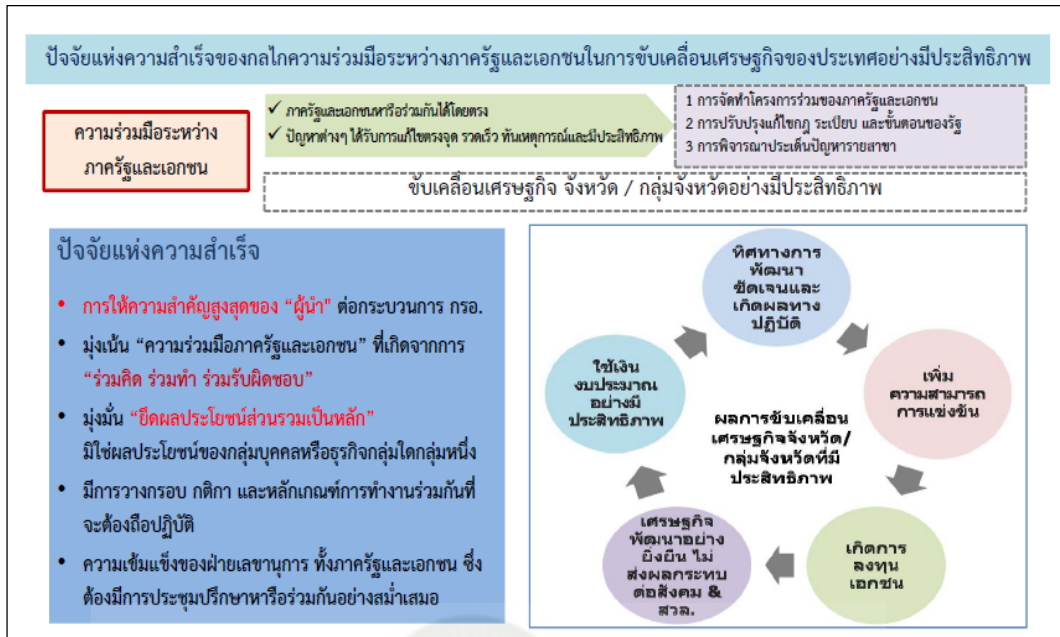 ปัจจัยแห่งความสำเร็จของกลไกความร่วมมือระหว่างภาครัฐและเอกชนในการขับเคลื่อนเศรษฐกิจของประเทศอย่างมีประสิทธิภาพ
ความร่วมมือระหว่าง
ภาครัฐและเอกชน
✓ ภาครัฐและเอกชนหารือร่วมกันได้โดยตรง
✓ ปัญหาต่างๆ ได้รับการแก้ไขตรงจุด รวดเร็ว ทันเหตุการณ์และมีประสิทธิภาพ
1 การจัดทำโครงการร่วมของภาครัฐและเอกชน
2 การปรับปรุงแก้ไขกฎ ระเบียบ และขั้นตอนของรัฐ
3 การพิจารณาประเด็นปัญหารายสาขา
ขับเคลื่อนเศรษฐกิจ จังหวัด / กลุ่มจังหวัดอย่างมีประสิทธิภาพ
ปัจจัยแห่งความสำเร็จ
• การให้ความสำคัญสูงสุดของ “ผู้นำ” ต่อกระบวนการ กรอ.
• มุ่งเน้น “ความร่วมมือภาครัฐและเอกชน” ที่เกิดจากการ
“ร่วมคิด ร่วมทำ ร่วมรับผิดชอบ”
• มุ่งมั่น “ยึดผลประโยชน์ส่วนรวมเป็นหลัก”
มิใช่ผลประโยชน์ของกลุ่มบุคคลหรือธุรกิจกลุ่มใดกลุ่มหนึ่ง
• มีการวางกรอบ กติกา และหลักเกณฑ์การทำงานร่วมกันที่
จะต้องถือปฏิบัติ
• ความเข้มแข็งของฝ่ายเลขานุการ ทั้งภาครัฐและเอกชน ซึ่ง
ต้องมีการประชุมปรึกษาหารือร่วมกันอย่างสม่ำเสมอ
ทิศทางการ
พัฒนา
ชัดเจนและ
เกิดผลทาง
ปฏิบัติ
เพิ่ม
ความสามารถ
การแข่งขัน
เกิดการ
ลงทุน
เอกชน
เศรษฐกิจ
พัฒนาอย่าง
ยั่งยืน ไม่
ส่งผลกระทบ
ต่อสังคม &
สวล.
ใช้เงิน
งบประมาณ
อย่างมี
ประสิทธิภาพ
ผลการขับเคลื่อน
เศรษฐกิจจังหวัด/
กลุ่มจังหวัดที่มี
ประสิทธิภาพ